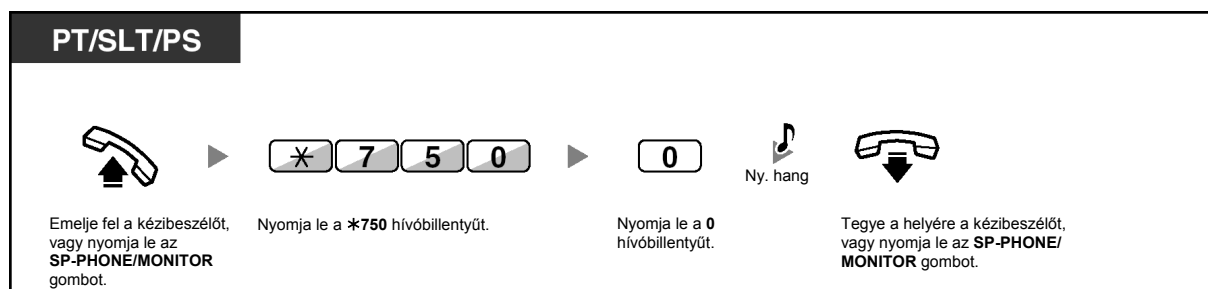 PT/SLT/PS
✳ 7 5 0
0
Ny. hang
Emelje fel a kézibeszélőt,
vagy nyomja le az
SP-PHONE/MONITOR
gombot.
Nyomja le a ✳750 hívóbillentyűt.
Nyomja le a 0
hívóbillentyűt.
Tegye a helyére a kézibeszélőt,
vagy nyomja le az SP-PHONE/
MONITOR gombot.